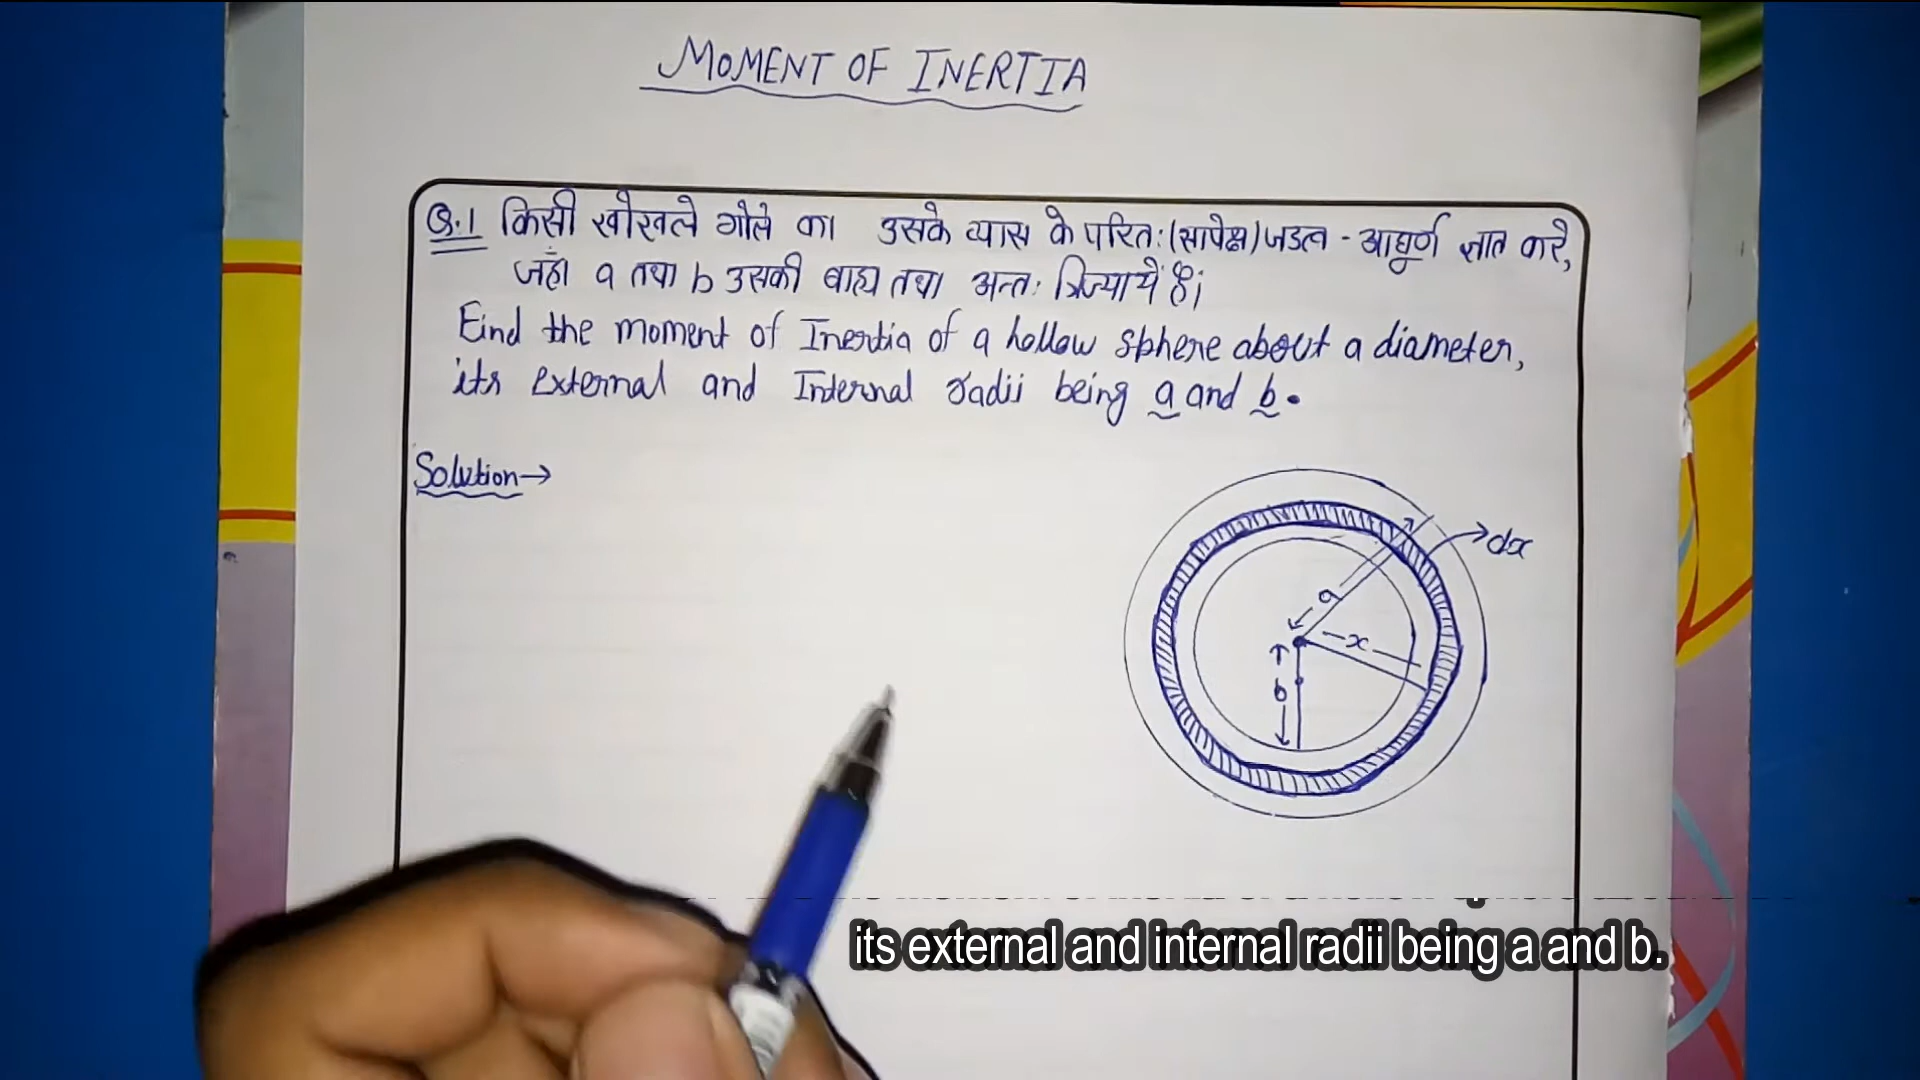 MOMENT OF INERTIA
Q.1 किसी खोखले गोले का उसके व्यास के परितः (सापेक्ष) जडत्व - आघूर्ण ज्ञात करे,
जहाँ a तथा b उसकी बाह्य तथा अन्तः त्रिज्यायें हैं।
Find the moment of Inertia of a hollow sphere about a diameter,
its external and Internal radii being a and b.
Solution→
dx
a
x
b
its external and internal radii being a and b.